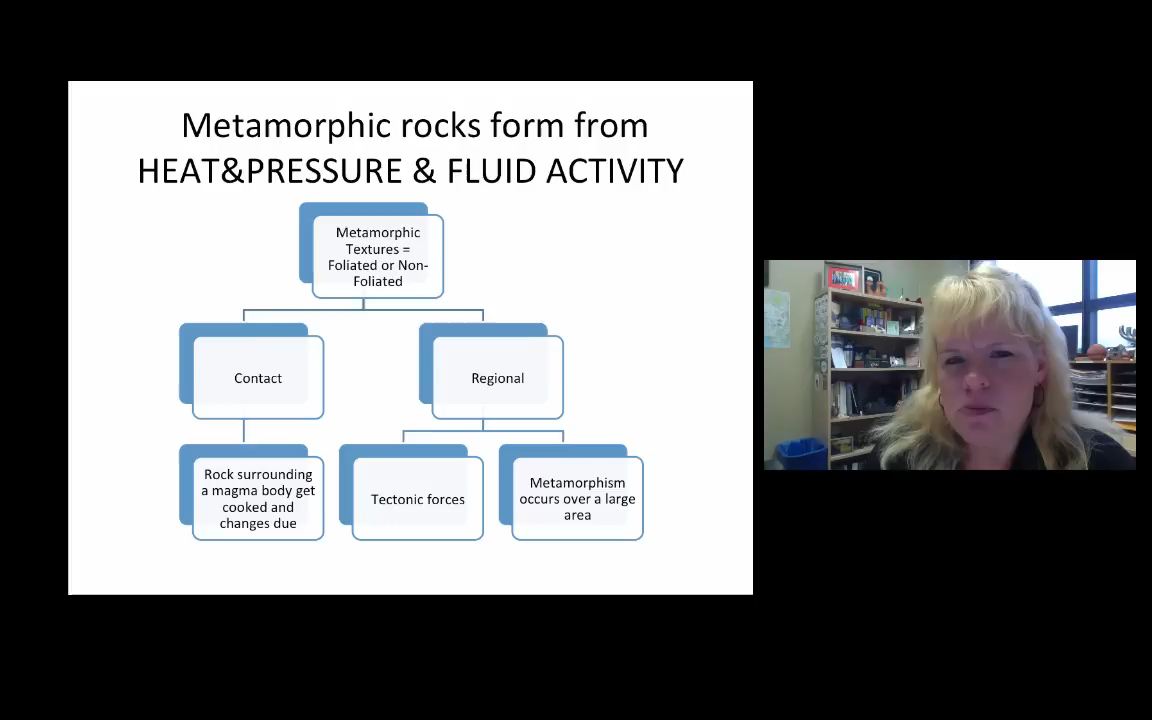 Metamorphic rocks form from
HEAT&PRESSURE & FLUID ACTIVITY
Metamorphic
Textures =
Foliated or Non-
Foliated
Contact
Regional
Rock surrounding
a magma body get
cooked and
changes due
Tectonic forces
Metamorphism
occurs over a large
area